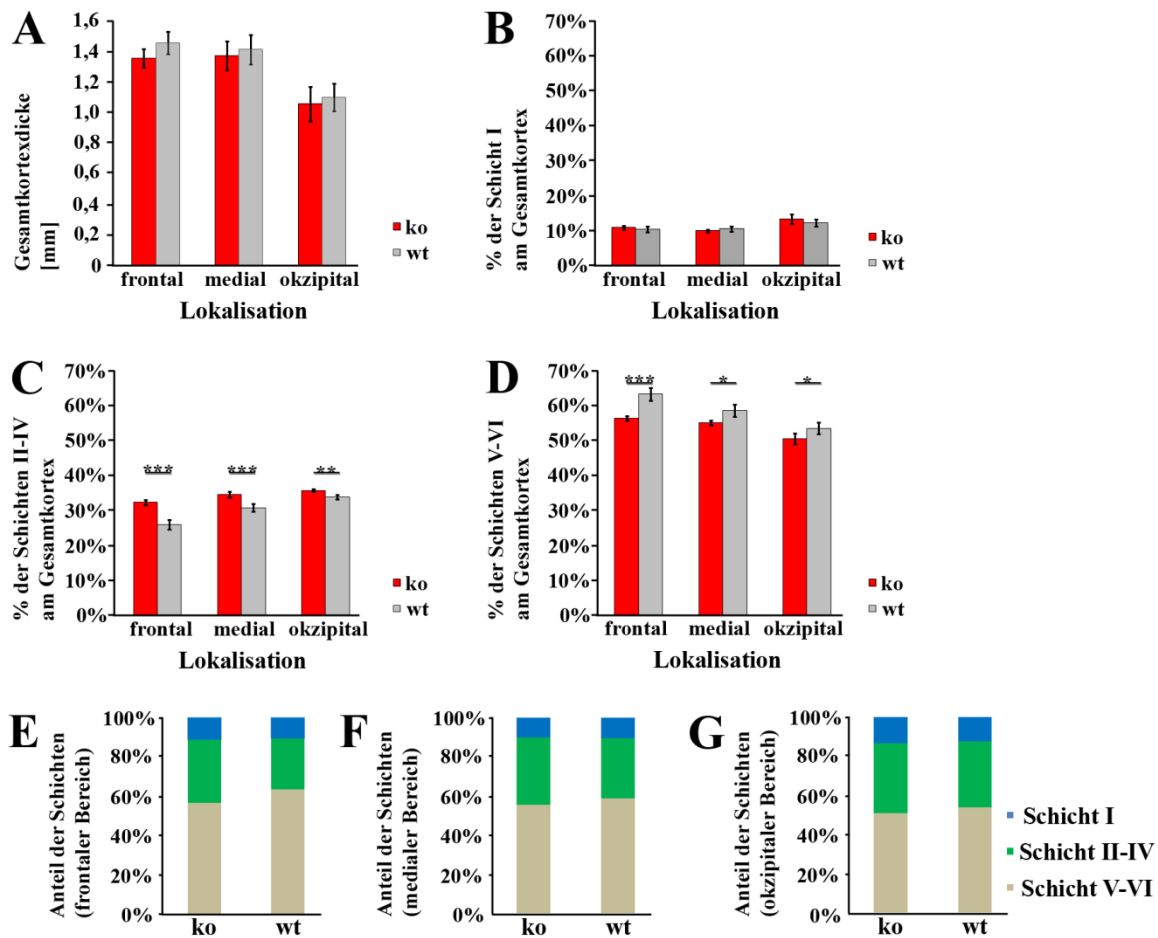 A
Gesamtkortexdicke
[mm]
1,6
1,4
1,2
1,0
0,8
0,6
0,4
0,2
0
frontal medial okzipital
Lokalisation
ko
wt
B
% der Schicht I
am Gesamtkortex
70%
60%
50%
40%
30%
20%
10%
0%
frontal medial okzipital
Lokalisation
ko
wt
C
% der Schichten II-IV
am Gesamtkortex
70%
60%
50%
40%
30%
20%
10%
0%
*** *** **
frontal medial okzipital
Lokalisation
ko
wt
D
% der Schichten V-VI
am Gesamtkortex
70%
60%
50%
40%
30%
20%
10%
0%
*** * *
frontal medial okzipital
Lokalisation
ko
wt
E
Anteil der Schichten
(frontaler Bereich)
100%
80%
60%
40%
20%
0%
ko wt
F
Anteil der Schichten
(medialer Bereich)
100%
80%
60%
40%
20%
0%
ko wt
G
Anteil der Schichten
(okzipitaler Bereich)
100%
80%
60%
40%
20%
0%
ko wt
Schicht I
Schicht II-IV
Schicht V-VI